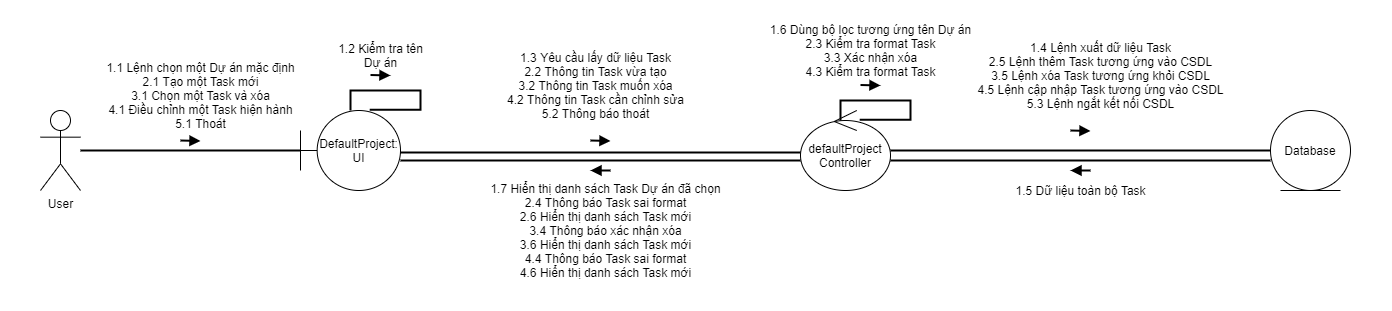 1.1 Lệnh chọn một Dự án mặc định
2.1 Tạo một Task mới
3.1 Chọn một Task và xóa
4.1 Điều chỉnh một Task hiện hành
5.1 Thoát
User
1.2 Kiểm tra tên
Dự án
DefaultProject:
UI
1.3 Yêu cầu lấy dữ liệu Task
2.2 Thông tin Task vừa tạo
3.2 Thông tin Task muốn xóa
4.2 Thông tin Task cần chỉnh sửa
5.2 Thông báo thoát
1.7 Hiển thị danh sách Task Dự án đã chọn
2.4 Thông báo Task sai format
2.6 Hiển thị danh sách Task mới
3.4 Thông báo xác nhận xóa
3.6 Hiển thị danh sách Task mới
4.4 Thông báo Task sai format
4.6 Hiển thị danh sách Task mới
1.6 Dùng bộ lọc tương ứng tên Dự án
2.3 Kiểm tra format Task
3.3 Xác nhận xóa
4.3 Kiểm tra format Task
defaultProject
Controller
1.4 Lệnh xuất dữ liệu Task
2.5 Lệnh thêm Task tương ứng vào CSDL
3.5 Lệnh xóa Task tương ứng khỏi CSDL
4.5 Lệnh cập nhập Task tương ứng vào CSDL
5.3 Lệnh ngắt kết nối CSDL
1.5 Dữ liệu toàn bộ Task
Database